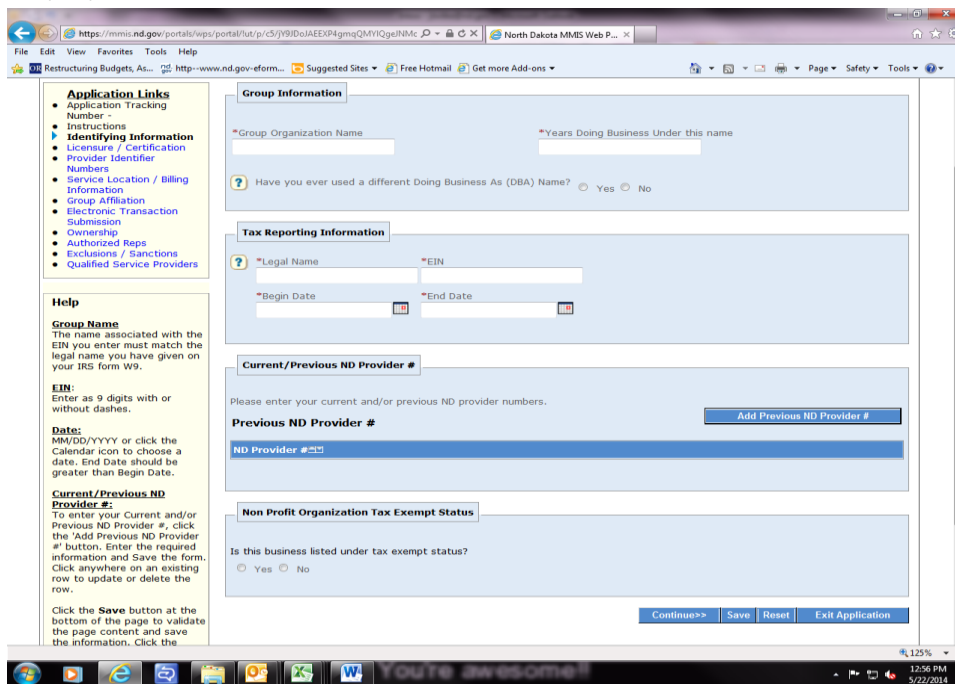 https://mmis.nd.gov/portals/wps/portal/lut/p/c5/jY9JDoJAEEXP4gmqQMYIQgeJNMc
North Dakota MMIS Web P...
File Edit View Favorites Tools Help
Restructuring Budgets, As... http--www.nd.gov-eform... Suggested Sites Free Hotmail Get more Add-ons Page Safety Tools
Application Links
Application Tracking
Number -
Instructions
Identifying Information
Licensure / Certification
Provider Identifier
Numbers
Service Location / Billing
Information
Group Affiliation
Electronic Transaction
Submission
Ownership
Authorized Reps
Exclusions / Sanctions
Qualified Service Providers
Help
Group Name
The name associated with the
EIN you enter must match the
legal name you have given on
your IRS form W9.
EIN:
Enter as 9 digits with or
without dashes.
Date:
MM/DD/YYYY or click the
Calendar icon to choose a
date. End Date should be
greater than Begin Date.
Current/Previous ND
Provider #:
To enter your Current and/or
Previous ND Provider #, click
the 'Add Previous ND Provider
#' button. Enter the required
information and Save the form.
Click anywhere on an existing
row to update or delete the
row.
Click the Save button at the
bottom of the page to validate
the page content and save
the information. Click the
Group Information
*Group Organization Name *Years Doing Business Under this name
Have you ever used a different Doing Business As (DBA) Name? Yes No
Tax Reporting Information
*Legal Name *EIN
*Begin Date *End Date
Current/Previous ND Provider #
Please enter your current and/or previous ND provider numbers.
Add Previous ND Provider #
Previous ND Provider #
ND Provider #
Non Profit Organization Tax Exempt Status
Is this business listed under tax exempt status?
Yes No
Continue>> Save Reset Exit Application
125%
You're awesome!!
12:56 PM
5/22/2014